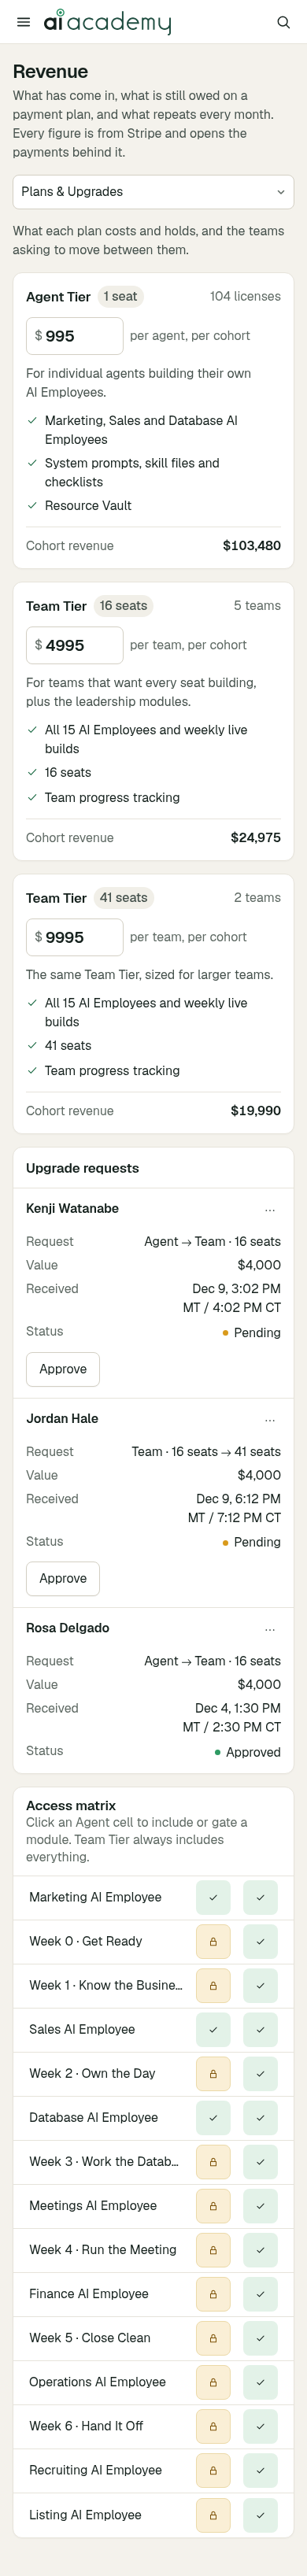 ai academy
Revenue
What has come in, what is still owed on a
payment plan, and what repeats every month.
Every figure is from Stripe and opens the
payments behind it.
Plans & Upgrades
What each plan costs and holds, and the teams
asking to move between them.
Agent Tier 1 seat 104 licenses
$ 995 per agent, per cohort
For individual agents building their own
AI Employees.
✓ Marketing, Sales and Database AI
Employees
✓ System prompts, skill files and
checklists
✓ Resource Vault
Cohort revenue $103,480
Team Tier 16 seats 5 teams
$ 4995 per team, per cohort
For teams that want every seat building,
plus the leadership modules.
✓ All 15 AI Employees and weekly live
builds
✓ 16 seats
✓ Team progress tracking
Cohort revenue $24,975
Team Tier 41 seats 2 teams
$ 9995 per team, per cohort
The same Team Tier, sized for larger teams.
✓ All 15 AI Employees and weekly live
builds
✓ 41 seats
✓ Team progress tracking
Cohort revenue $19,990
Upgrade requests
Kenji Watanabe ...
Request Agent → Team · 16 seats
Value $4,000
Received Dec 9, 3:02 PM
MT / 4:02 PM CT
Status Pending
Approve
Jordan Hale ...
Request Team · 16 seats → 41 seats
Value $4,000
Received Dec 9, 6:12 PM
MT / 7:12 PM CT
Status Pending
Approve
Rosa Delgado ...
Request Agent → Team · 16 seats
Value $4,000
Received Dec 4, 1:30 PM
MT / 2:30 PM CT
Status Approved
Access matrix
Click an Agent cell to include or gate a
module. Team Tier always includes
everything.
Marketing AI Employee
Week 0 · Get Ready
Week 1 · Know the Busine...
Sales AI Employee
Week 2 · Own the Day
Database AI Employee
Week 3 · Work the Datab...
Meetings AI Employee
Week 4 · Run the Meeting
Finance AI Employee
Week 5 · Close Clean
Operations AI Employee
Week 6 · Hand It Off
Recruiting AI Employee
Listing AI Employee